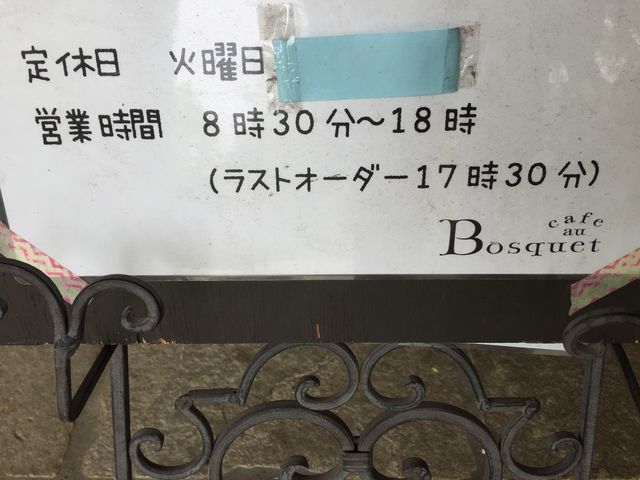 定休日 火曜日
営業時間 8時30分～18時
（ラストオーダー17時30分）
cafe
au
Bosquet